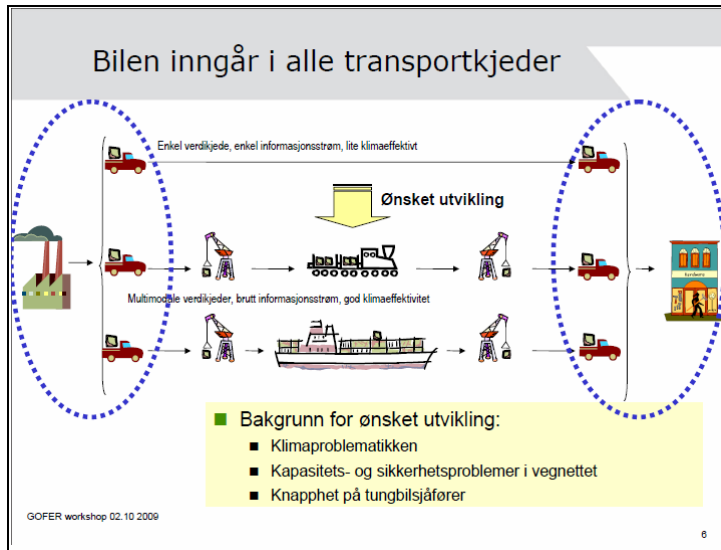 Bilen inngår i alle transportkjeder
Enkel verdikjede, enkel informasjonsstrøm, lite klimaeffektivt
Ønsket utvikling
Multimodale verdikjeder, brutt informasjonsstrøm, god klimaeffektivitet
■ Bakgrunn for ønsket utvikling:
■ Klimaproblematikken
■ Kapasitets- og sikkerhetsproblemer i vegnettet
■ Knapphet på tungbilsjåfører
GOFER workshop 02.10 2009
6